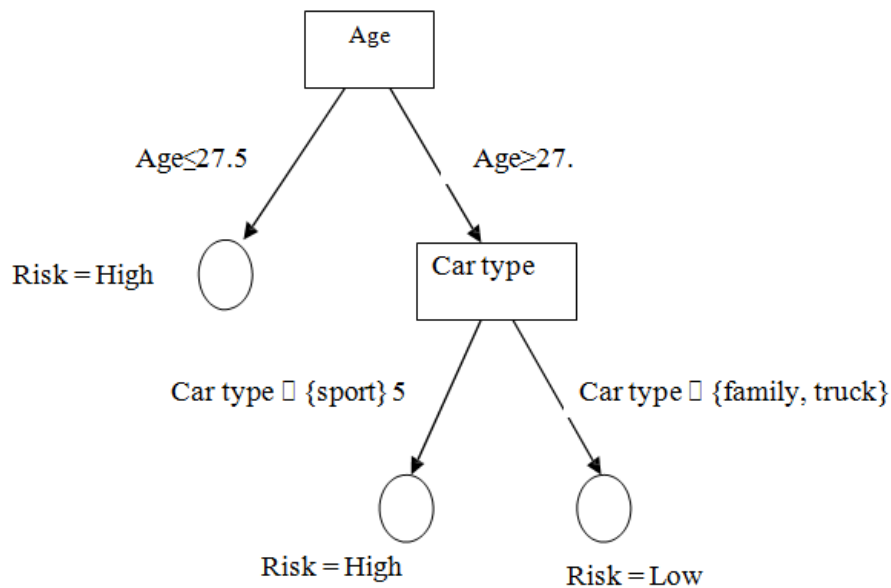 Age
Age≤27.5
Age≥27.
Risk = High
Car type
Car type ▯ {sport} 5
Car type ▯ {family, truck}
Risk = High
Risk = Low